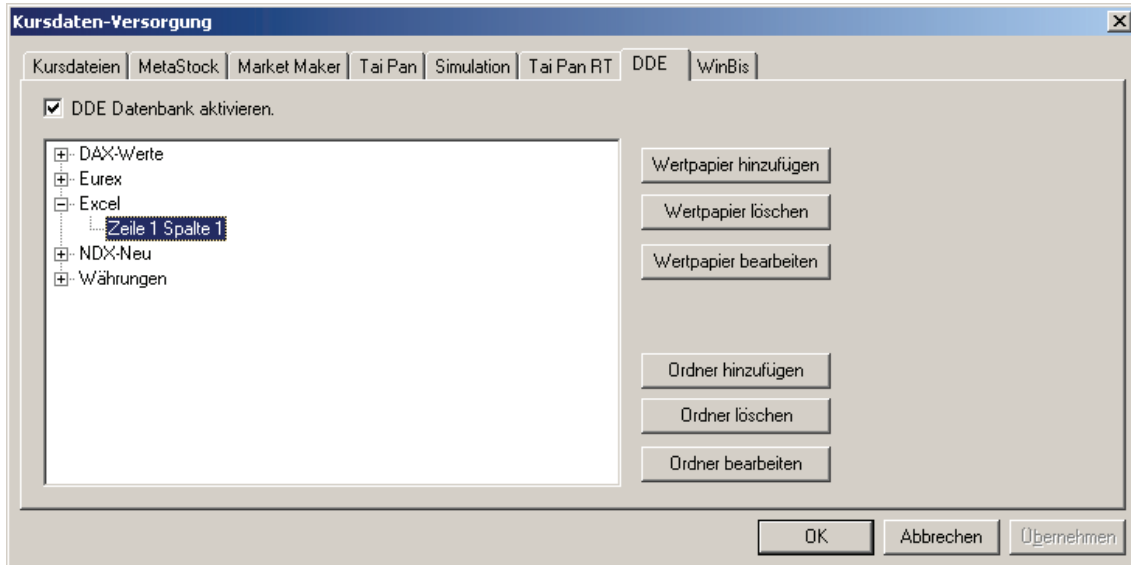 Kursdaten-Versorgung
Kursdateien MetaStock Market Maker Tai Pan Simulation Tai Pan RT DDE WinBis
DDE Datenbank aktivieren.
DAX-Werte
Eurex
Excel
Zeile 1 Spalte 1
NDX-Neu
Währungen
Wertpapier hinzufügen
Wertpapier löschen
Wertpapier bearbeiten
Ordner hinzufügen
Ordner löschen
Ordner bearbeiten
OK Abbrechen Übernehmen